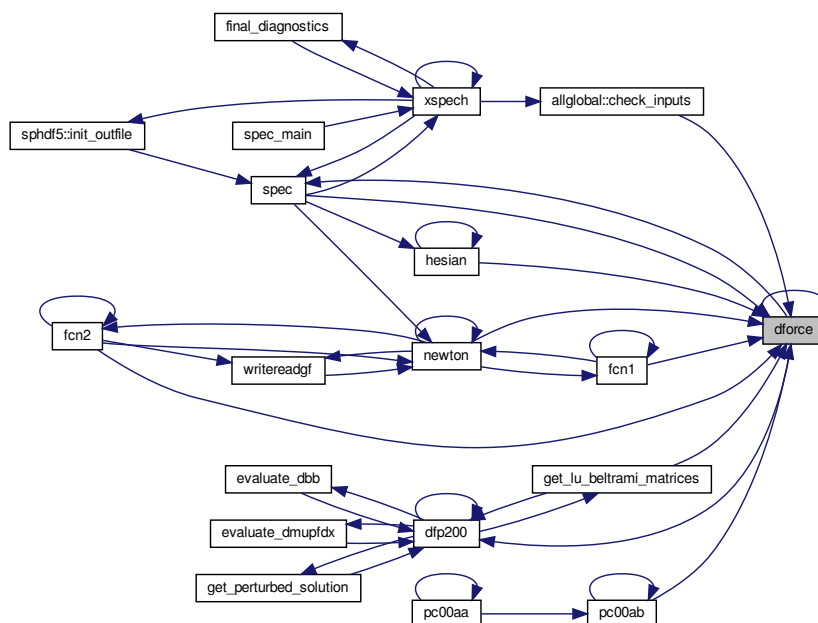 final_diagnostics
xspech
allglobal::check_inputs
sphdf5::init_outfile
spec_main
spec
hesian
dforce
fcn2
newton
writereadgf
fcn1
evaluate_dbb
get_lu_beltrami_matrices
evaluate_dmupfdx
dfp200
get_perturbed_solution
pc00aa
pc00ab